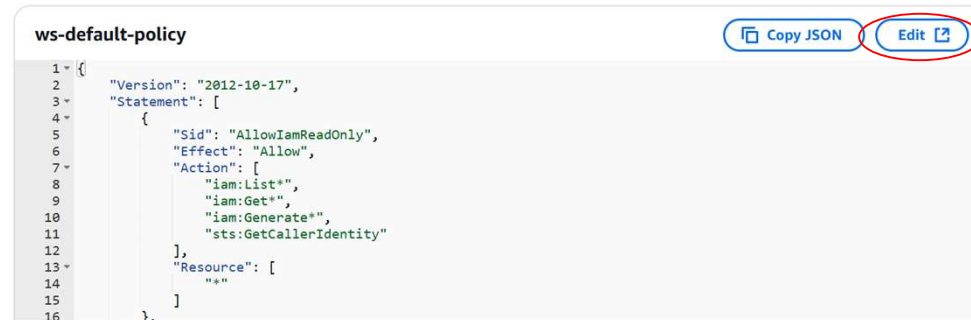 ws-default-policy
Copy JSON
Edit
1 {
2 "Version": "2012-10-17",
3 "Statement": [
4 {
5 "Sid": "AllowIamReadOnly",
6 "Effect": "Allow",
7 "Action": [
8 "iam:List*",
9 "iam:Get*",
10 "iam:Generate*",
11 "sts:GetCallerIdentity"
12 ],
13 "Resource": [
14 "*"
15 ]
16 },